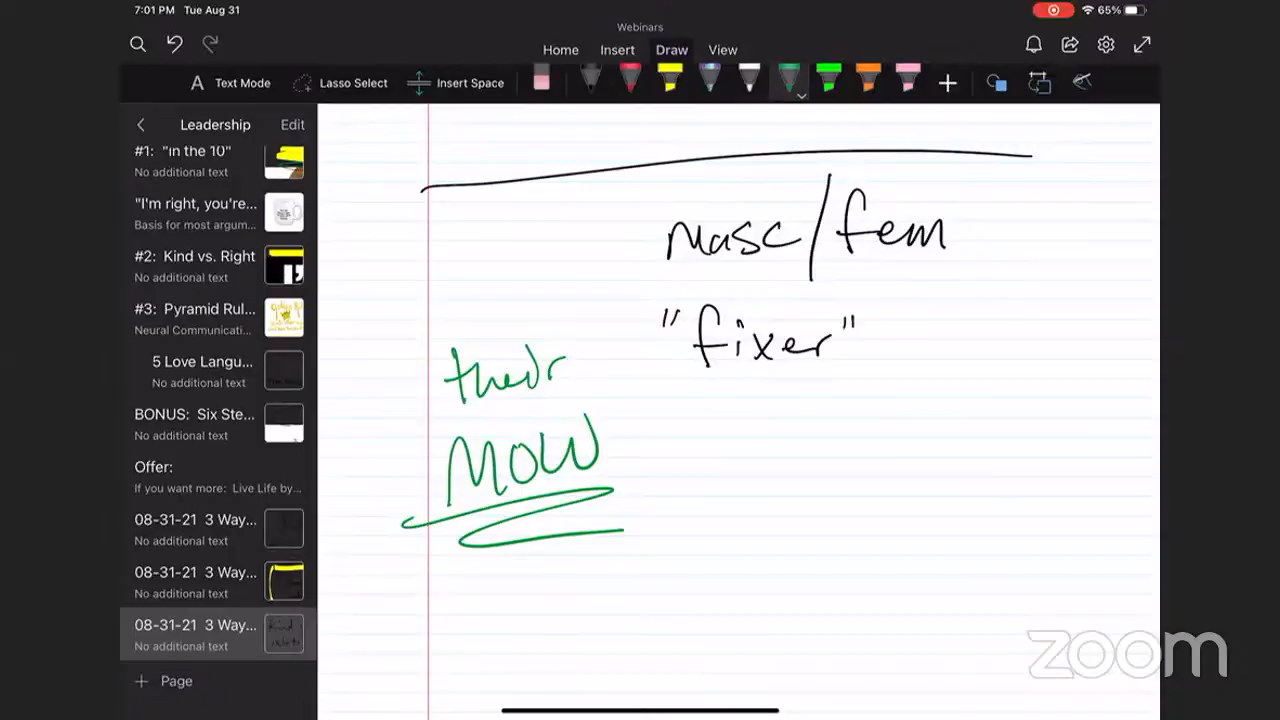 7:01 PM Tue Aug 31
65%
Webinars
Home Insert Draw View
Text Mode Lasso Select Insert Space
Leadership Edit
#1: "in the 10"
No additional text
"I'm right, you're...
Basis for most argum...
#2: Kind vs. Right
No additional text
#3: Pyramid Rul...
Neural Communicati...
5 Love Langu...
No additional text
BONUS: Six Ste...
No additional text
Offer:
If you want more: Live Life by...
08-31-21 3 Way...
No additional text
08-31-21 3 Way...
No additional text
08-31-21 3 Way...
No additional text
+ Page
masc/fem
"fixer"
their
MOW
zoom